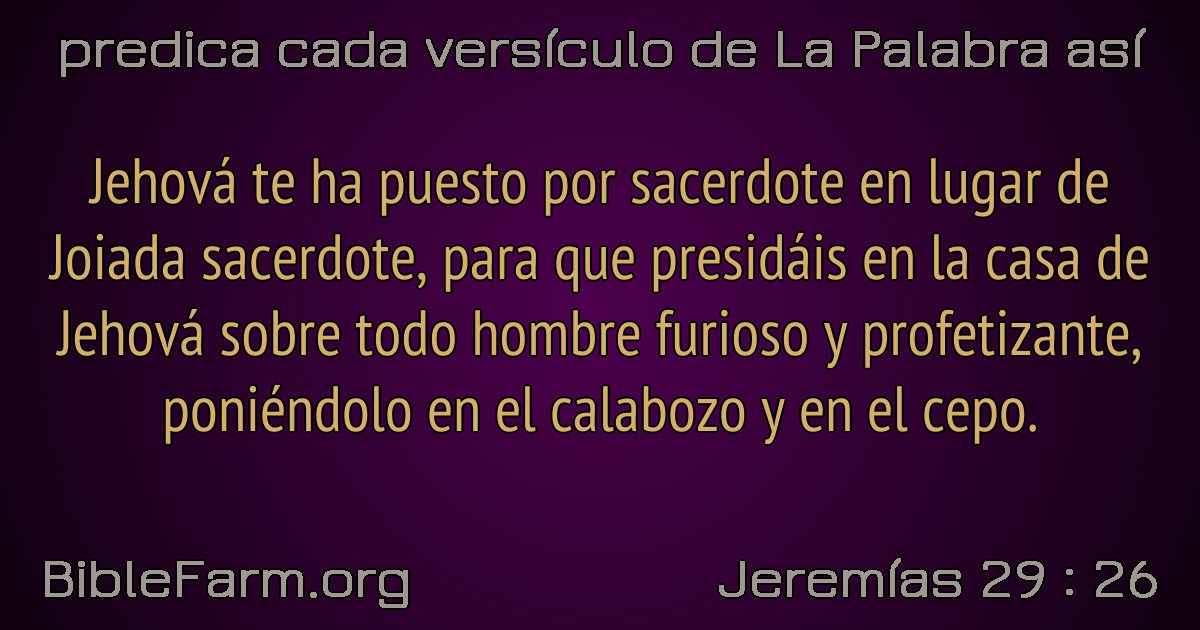 predica cada versículo de La Palabra así
Jehová te ha puesto por sacerdote en lugar de
Joiada sacerdote, para que presidáis en la casa de
Jehová sobre todo hombre furioso y profetizante,
poniéndolo en el calabozo y en el cepo.
BibleFarm.org
Jeremías 29 : 26